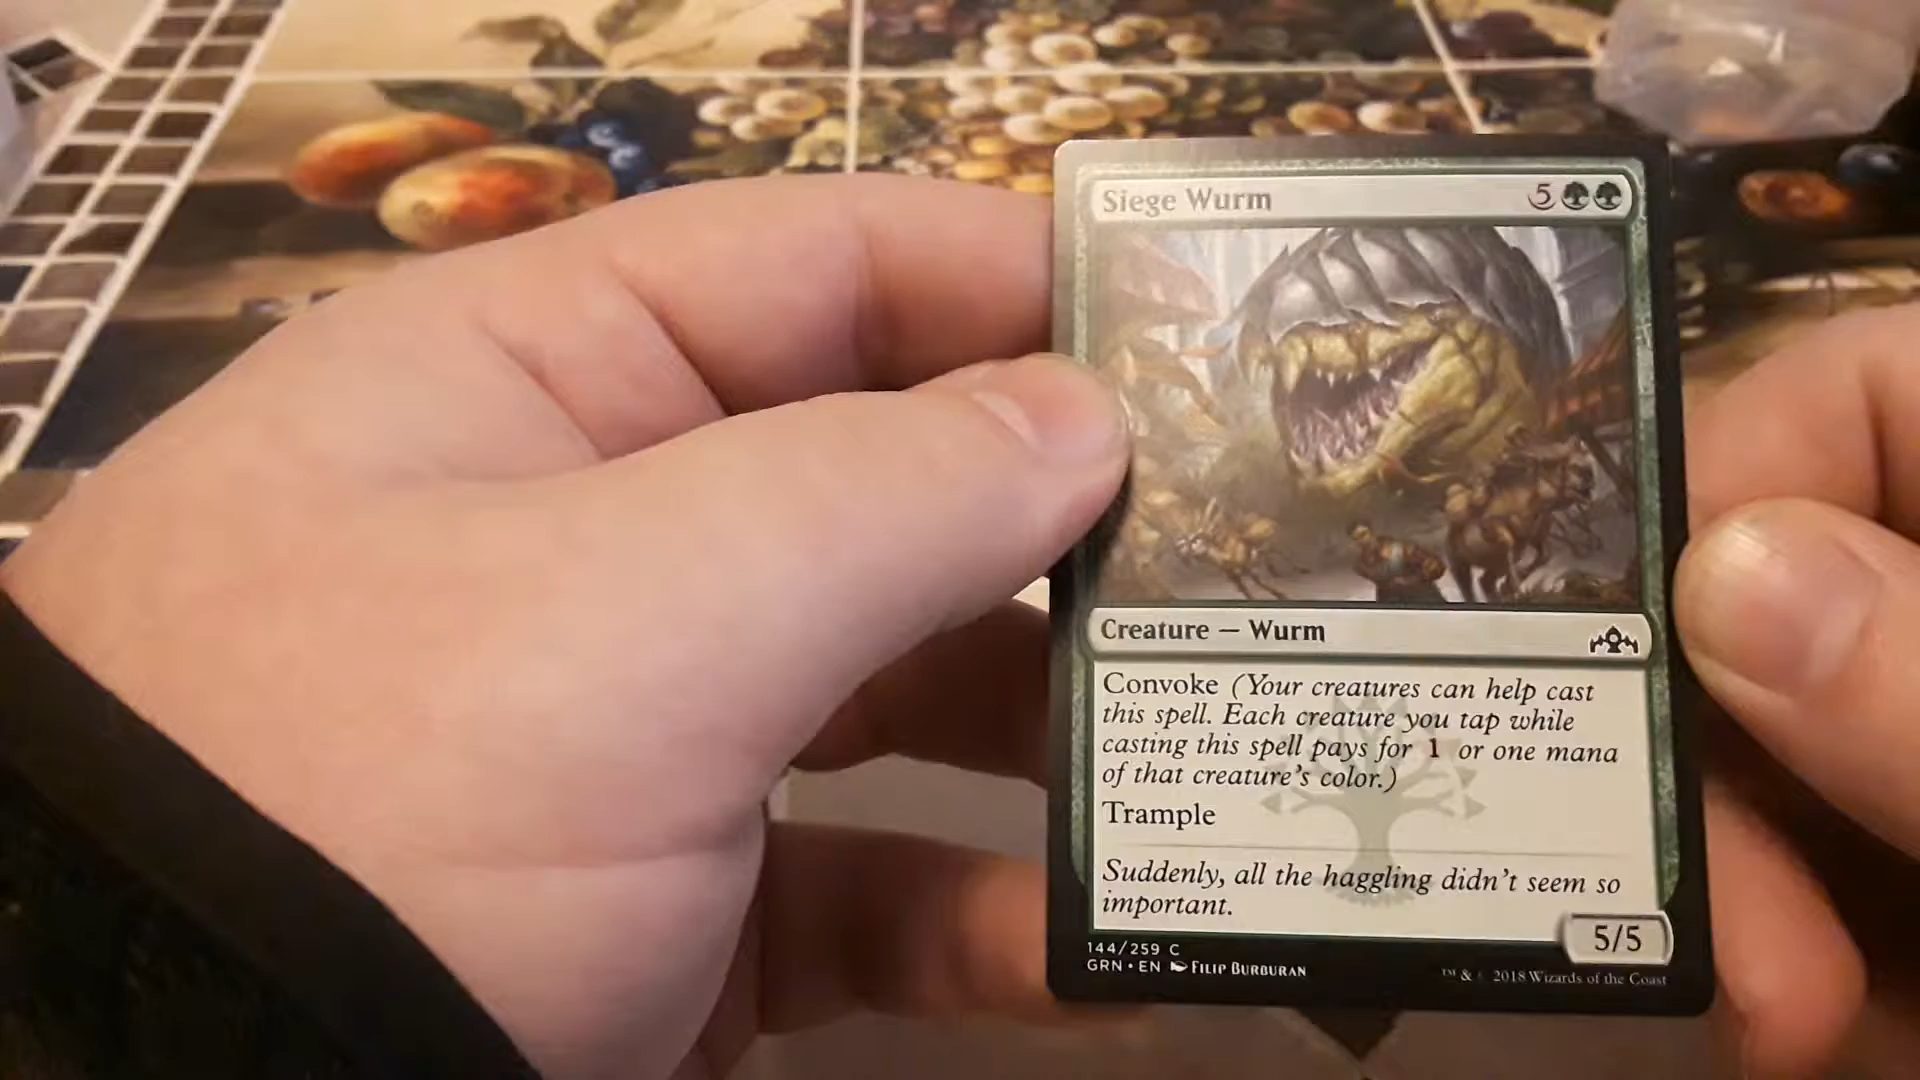 Siege Wurm 5
Creature — Wurm
Convoke (Your creatures can help cast
this spell. Each creature you tap while
casting this spell pays for 1 or one mana
of that creature's color.)
Trample
Suddenly, all the haggling didn't seem so
important.
5/5
144/259 C
GRN • EN FILIP BURBURAN
™ & © 2018 Wizards of the Coast